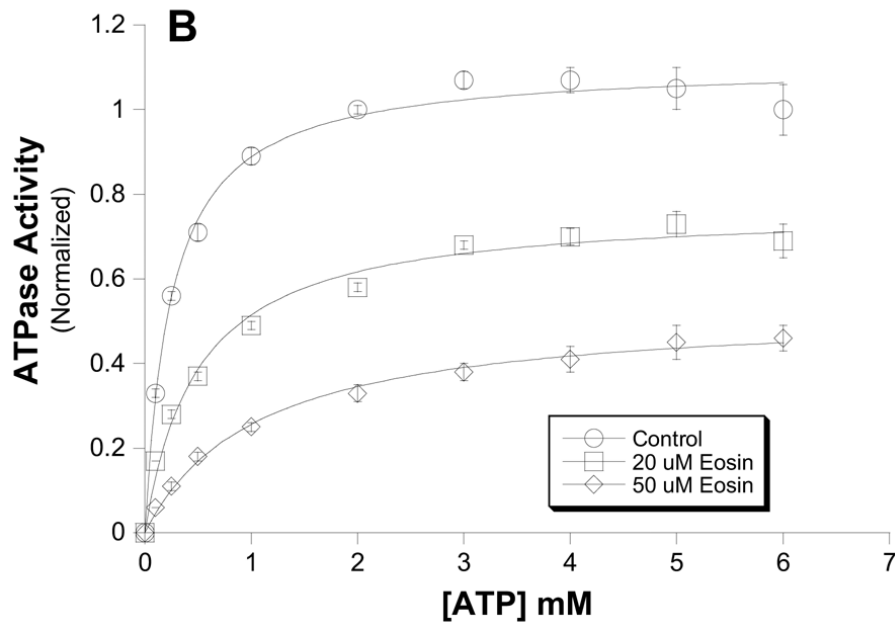 B
1.2
1
0.8
0.6
0.4
0.2
0
ATPase Activity
(Normalized)
Control
20 uM Eosin
50 uM Eosin
0 1 2 3 4 5 6 7
[ATP] mM